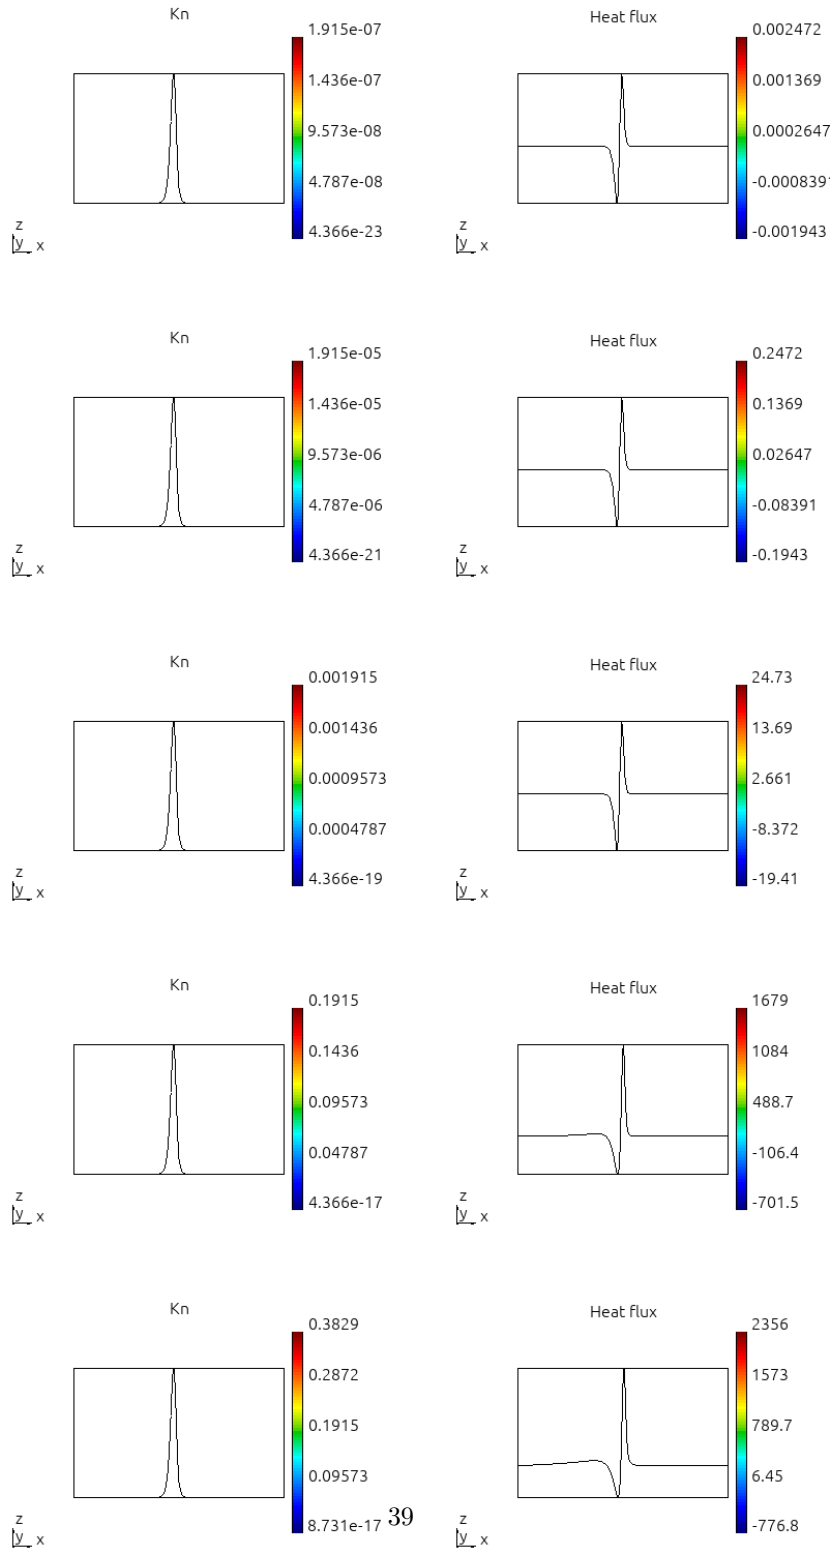 Kn
1.915e-07
1.436e-07
9.573e-08
4.787e-08
4.366e-23
z
y x
Heat flux
0.002472
0.001369
0.0002647
-0.0008391
-0.001943
z
y x
Kn
1.915e-05
1.436e-05
9.573e-06
4.787e-06
4.366e-21
z
y x
Heat flux
0.2472
0.1369
0.02647
-0.08391
-0.1943
z
y x
Kn
0.001915
0.001436
0.0009573
0.0004787
4.366e-19
z
y x
Heat flux
24.73
13.69
2.661
-8.372
-19.41
z
y x
Kn
0.1915
0.1436
0.09573
0.04787
4.366e-17
z
y x
Heat flux
1679
1084
488.7
-106.4
-701.5
z
y x
Kn
0.3829
0.2872
0.1915
0.09573
8.731e-17
z
y x
Heat flux
2356
1573
789.7
6.45
-776.8
z
y x
39